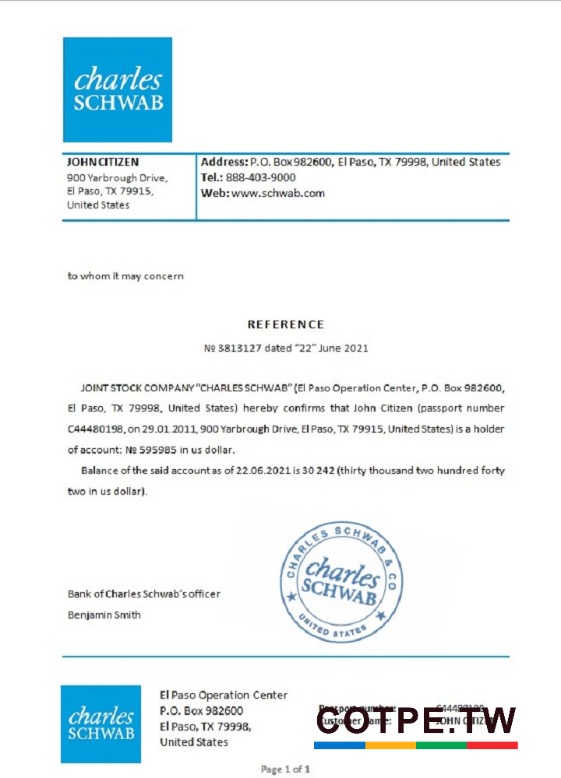 charles
SCHWAB
JOHN CITIZEN
900 Yarbrough Drive,
El Paso, TX 79915,
United States
Address: P.O. Box 982600, El Paso, TX 79998, United States
Tel.: 888-403-9000
Web: www.schwab.com
to whom it may concern
REFERENCE
№ 3813127 dated "22" June 2021
JOINT STOCK COMPANY "CHARLES SCHWAB" (El Paso Operation Center, P.O. Box 982600,
El Paso, TX 79998, United States) hereby confirms that John Citizen (passport number
C44480198, on 29.01.2011, 900 Yarbrough Drive, El Paso, TX 79915, United States) is a holder
of account: № 595985 in us dollar.
Balance of the said account as of 22.06.2021 is 30 242 (thirty thousand two hundred forty
two in us dollar).
CHARLES SCHWAB & CO
charles
SCHWAB
UNITED STATES
Bank of Charles Schwab's officer
Benjamin Smith
charles
SCHWAB
El Paso Operation Center
P.O. Box 982600
El Paso, TX 79998,
United States
Passport number:
Customer Name: JOHN CITIZEN
COTPE.TW
Page 1 of 1